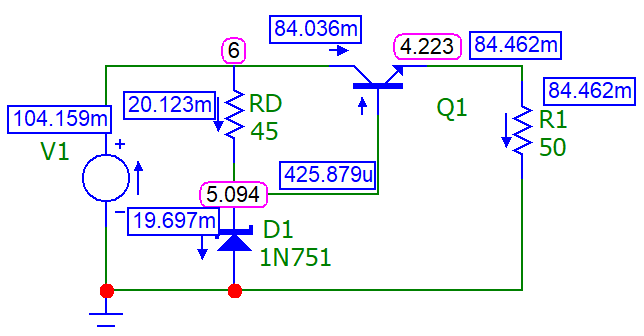 84.036m
6
4.223
84.462m
20.123m
RD
45
Q1
84.462m
104.159m
+
V1
R1
50
425.879u
5.094
−
19.697m
D1
1N751